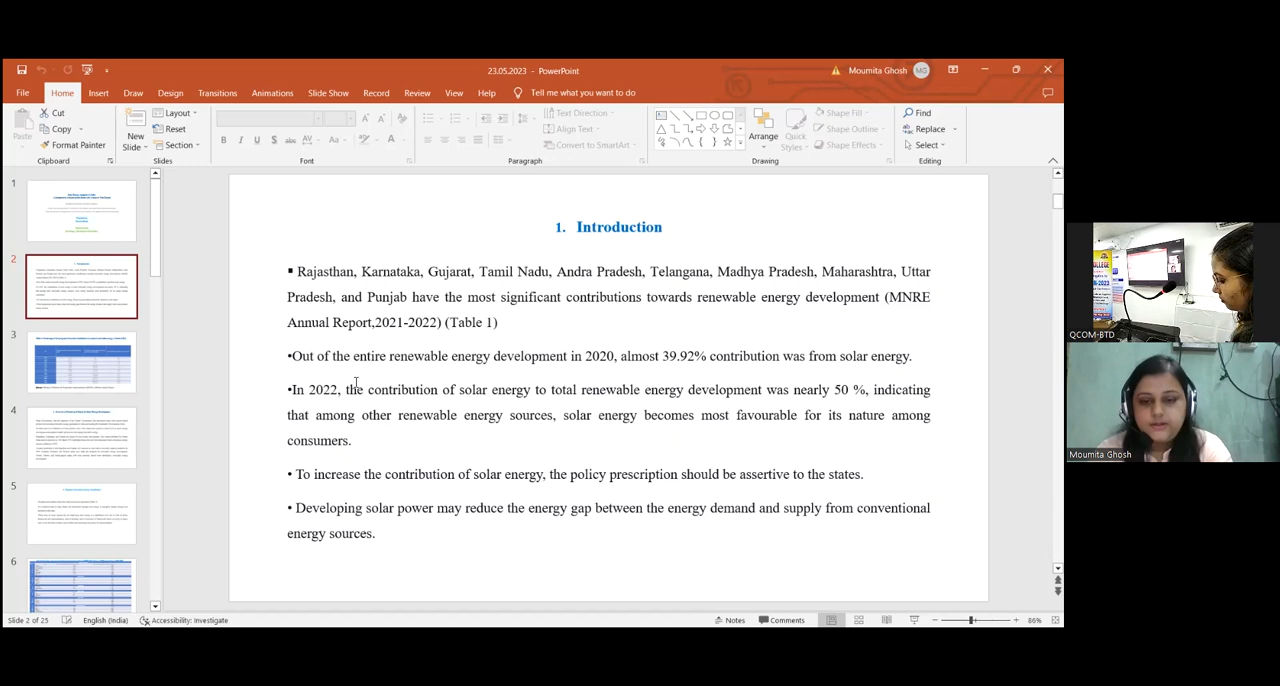 23.05.2023 - PowerPoint
Moumita Ghosh MG
File Home Insert Draw Design Transitions Animations Slide Show Record Review View Help Tell me what you want to do
Paste
Cut
Copy
Format Painter
Clipboard
New
Slide
Layout
Reset
Section
Slides
Font
Text Direction
Align Text
Convert to SmartArt
Paragraph
Arrange
Quick
Styles
Shape Fill
Shape Outline
Shape Effects
Drawing
Find
Replace
Select
Editing
1
2
3
4
5
6
1. Introduction
▪ Rajasthan, Karnataka, Gujarat, Tamil Nadu, Andra Pradesh, Telangana, Madhya Pradesh, Maharashtra, Uttar
Pradesh, and Punjab have the most significant contributions towards renewable energy development (MNRE
Annual Report,2021-2022) (Table 1)
•Out of the entire renewable energy development in 2020, almost 39.92% contribution was from solar energy.
•In 2022, the contribution of solar energy to total renewable energy development was nearly 50 %, indicating
that among other renewable energy sources, solar energy becomes most favourable for its nature among
consumers.
• To increase the contribution of solar energy, the policy prescription should be assertive to the states.
• Developing solar power may reduce the energy gap between the energy demand and supply from conventional
energy sources.
QCOM-BTD
Moumita Ghosh
Slide 2 of 25 English (India) Accessibility: Investigate Notes Comments 86%